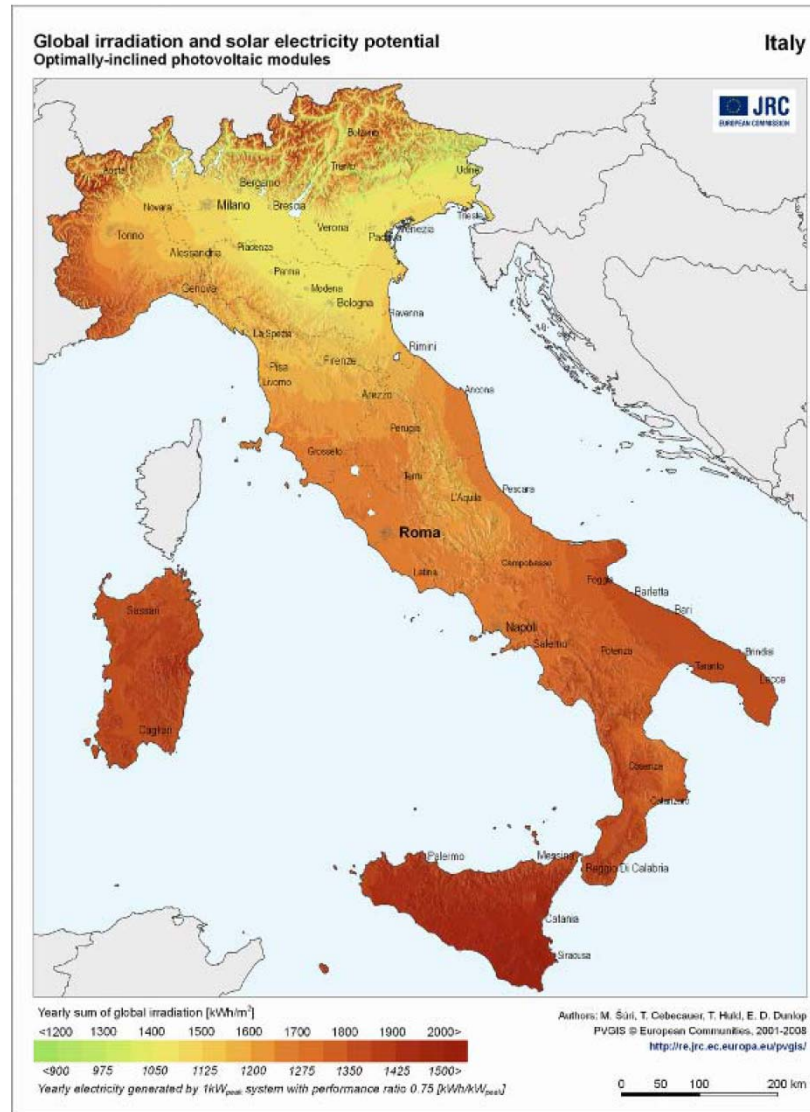 Global irradiation and solar electricity potential
Optimally-inclined photovoltaic modules
Italy
JRC
EUROPEAN COMMISSION
Bolzano
Aosta
Trento
Udine
Bergamo
Novara
Milano
Brescia
Trieste
Verona
Venezia
Torino
Padova
Piacenza
Alessandria
Parma
Genova
Modena
Bologna
Ravenna
La Spezia
Rimini
Firenze
Pisa
Livorno
Ancona
Arezzo
Perugia
Grosseto
Terni
Pescara
L'Aquila
Roma
Campobasso
Latina
Foggia
Barletta
Sassari
Bari
Napoli
Salerno
Potenza
Brindisi
Taranto
Lecce
Cagliari
Cosenza
Catanzaro
Palermo
Messina
Reggio Di Calabria
Catania
Siracusa
Yearly sum of global irradiation [kWh/m²]
<1200 1300 1400 1500 1600 1700 1800 1900 2000>
<900 975 1050 1125 1200 1275 1350 1425 1500>
Yearly electricity generated by 1kWpeak system with performance ratio 0.75 [kWh/kWpeak]
Authors: M. Šúri, T. Cebecauer, T. Huld, E. D. Dunlop
PVGIS © European Communities, 2001-2008
http://re.jrc.ec.europa.eu/pvgis/
0 50 100 200 km